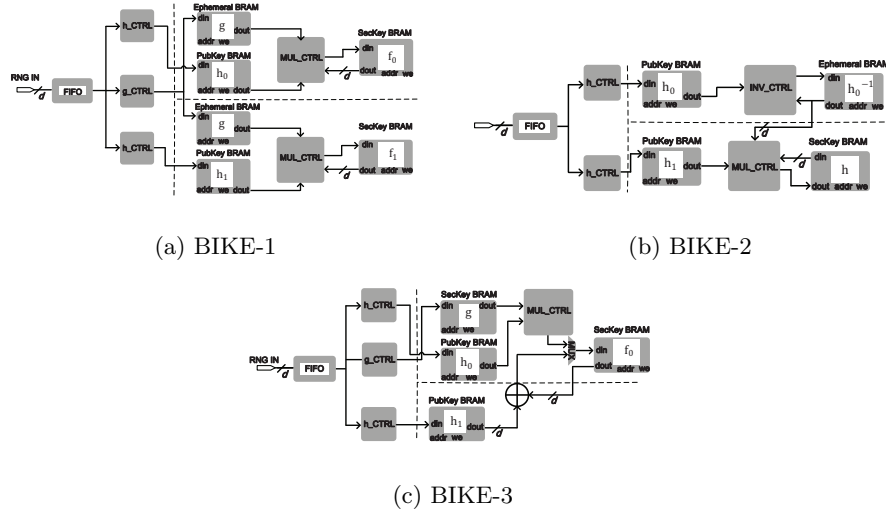 Ephemeral BRAM
h_CTRL
din
g
dout
addr we
SecKey BRAM
din
f0
dout addr we
MUL_CTRL
d
PubKey BRAM
din
h0
addr we dout
RNG IN
d
FIFO
g_CTRL
Ephemeral BRAM
din
g
dout
addr we
h_CTRL
PubKey BRAM
din
h1
addr we dout
MUL_CTRL
SecKey BRAM
din
f1
dout addr we
d
(a) BIKE-1
PubKey BRAM
h_CTRL
din
h0
addr we dout
INV_CTRL
Ephemeral BRAM
din
h0−1
dout addr we
d
FIFO
d
h_CTRL
PubKey BRAM
din
h1
addr we dout
MUL_CTRL
SecKey BRAM
d
din
h
dout addr we
(b) BIKE-2
SecKey BRAM
h_CTRL
din
g
dout
addr we
MUL_CTRL
MUX
SecKey BRAM
din
f0
dout
addr we
RNG IN
d
FIFO
g_CTRL
PubKey BRAM
din
h0
dout
addr we
d
h_CTRL
PubKey BRAM
din
h1
dout
addr we
d
(c) BIKE-3